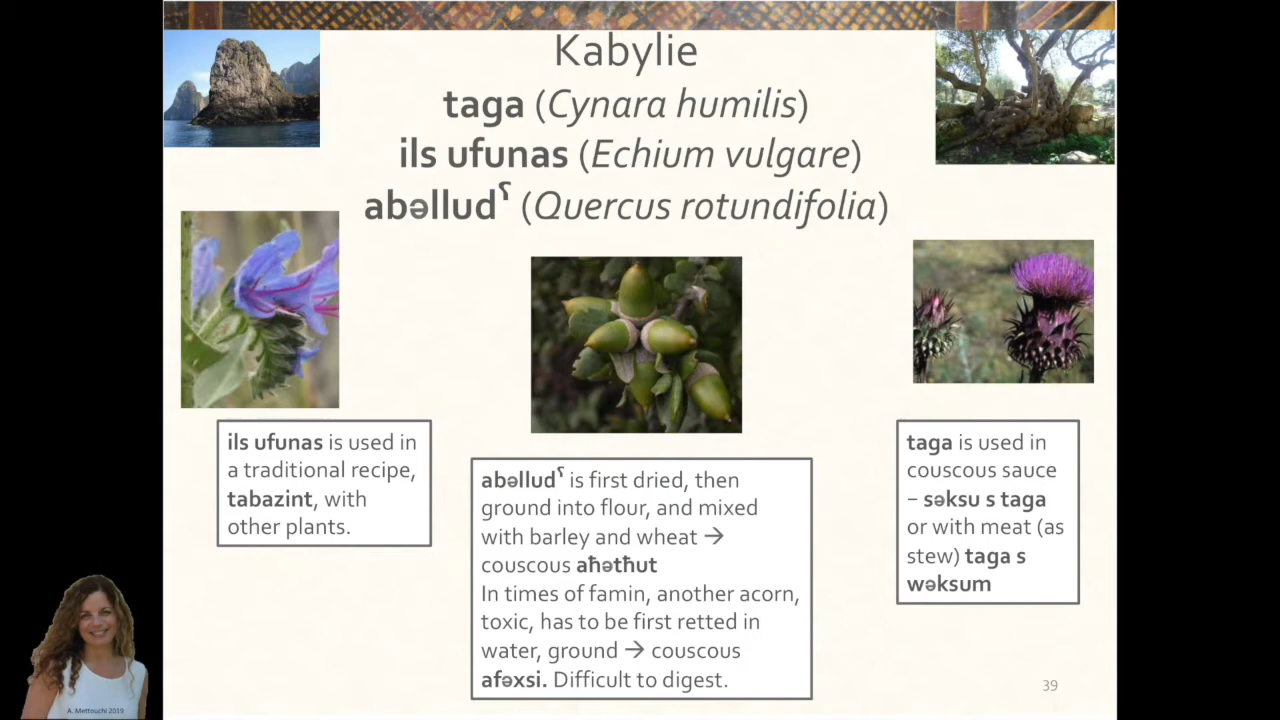 Kabylie
taga (Cynara humilis)
ils ufunas (Echium vulgare)
abəlludˤ (Quercus rotundifolia)
ils ufunas is used in
a traditional recipe,
tabazint, with
other plants.
abəlludˤ is first dried, then
ground into flour, and mixed
with barley and wheat →
couscous aħətħut
In times of famin, another acorn,
toxic, has to be first retted in
water, ground → couscous
afəxsi. Difficult to digest.
taga is used in
couscous sauce
– səksu s taga
or with meat (as
stew) taga s
wəksum
39
A. Mettouchi 2019